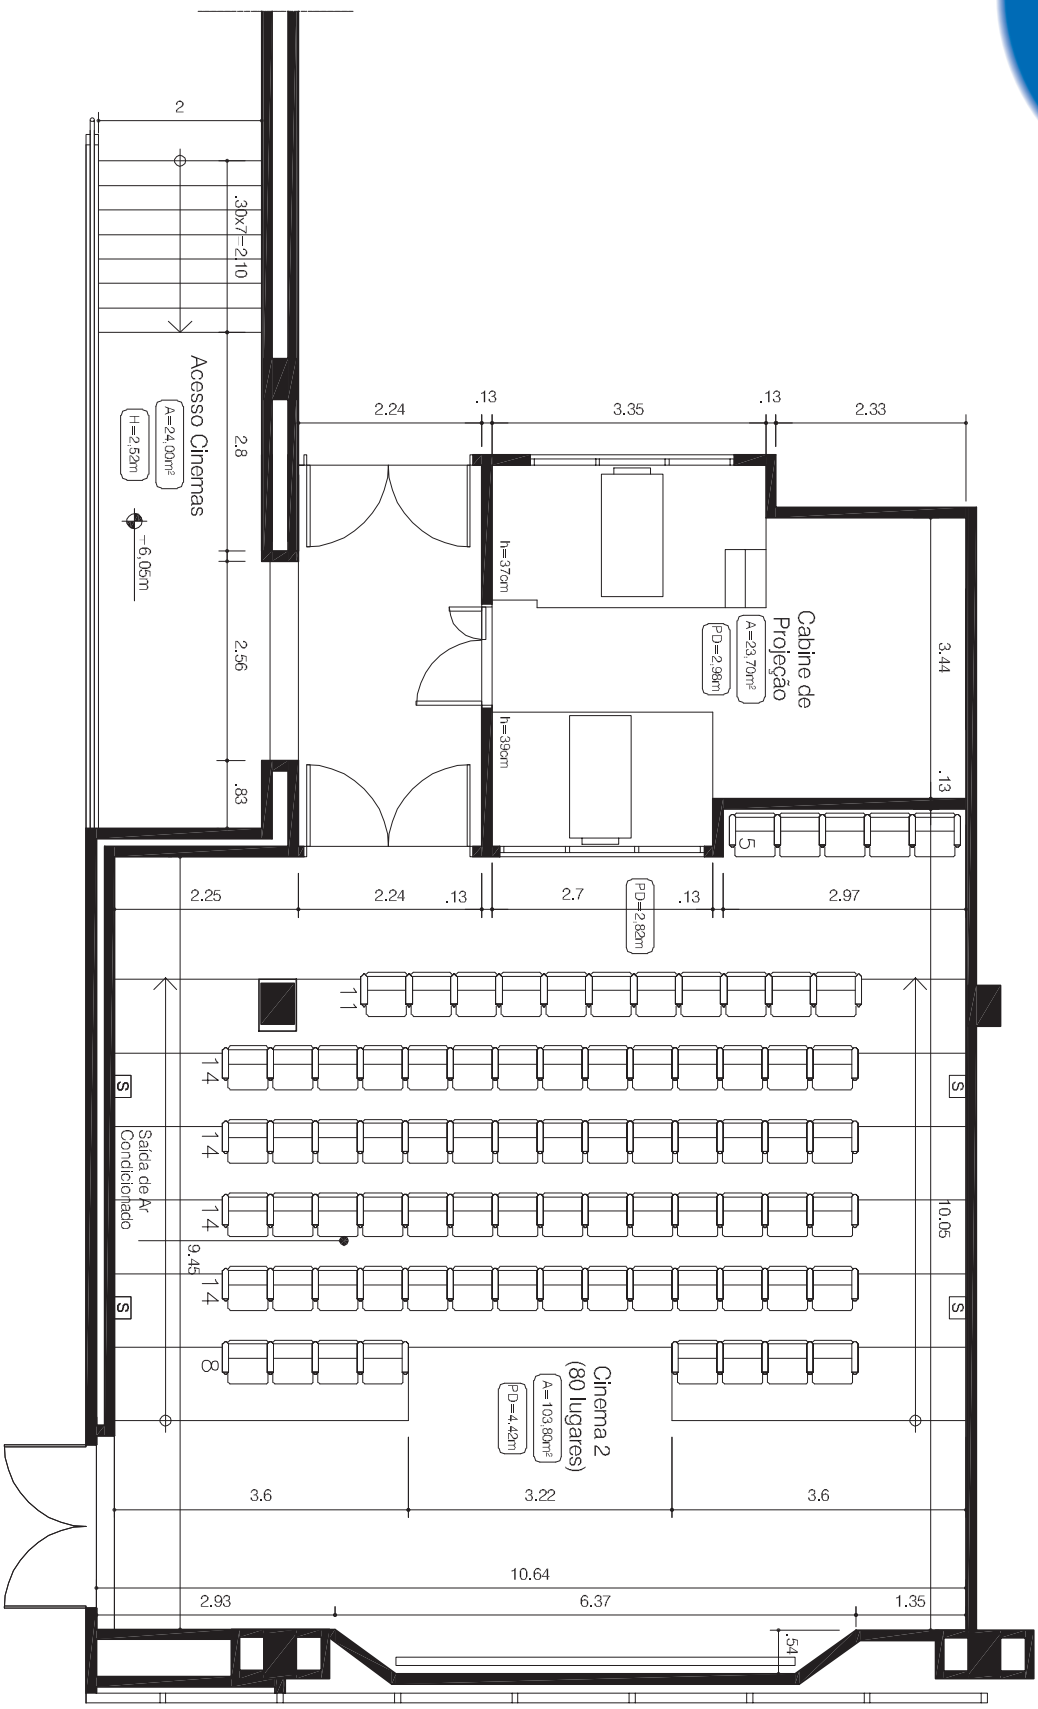 2
.30x7=2.10
Acesso Cinemas
A=24,00m²
H=2,52m
2.8
-6,05m
2.56
.83
2.24
.13
3.35
.13
2.33
h=37cm
Cabine de
Projeção
A=23,70m²
PD=2,98m
3.44
h=39cm
.13
5
2.25
2.24
.13
2.7
PD=2,82m
.13
2.97
11
14
S
S
14
Saída de Ar
Condicionado
14
10.05
9.45
14
S
S
8
Cinema 2
(80 lugares)
A=103,80m²
PD=4,42m
3.6
3.22
3.6
10.64
2.93
6.37
1.35
.54